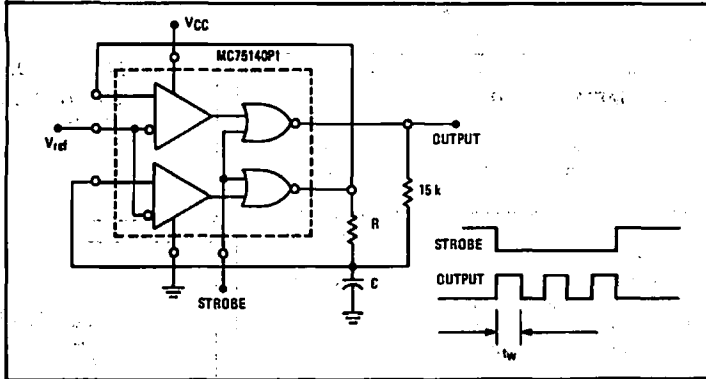 VCC
MC75140P1
Vref
OUTPUT
15 k
R
C
STROBE
STROBE
OUTPUT
tw